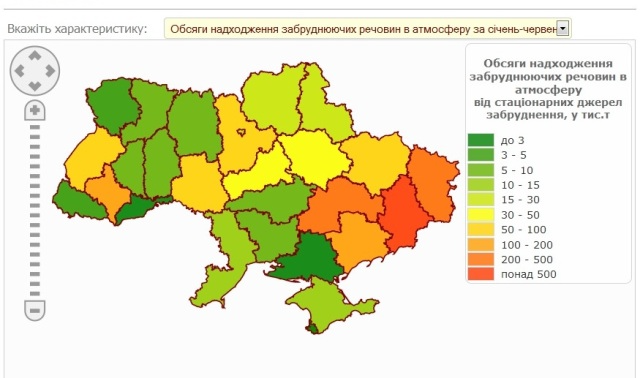 Вкажіть характеристику: Обсяги надходження забруднюючих речовин в атмосферу за січень-червен
Обсяги надходження
забруднюючих речовин в
атмосферу
від стаціонарних джерел
забруднення, у тис.т
до 3
3 - 5
5 - 10
10 - 15
15 - 30
30 - 50
50 - 100
100 - 200
200 - 500
понад 500